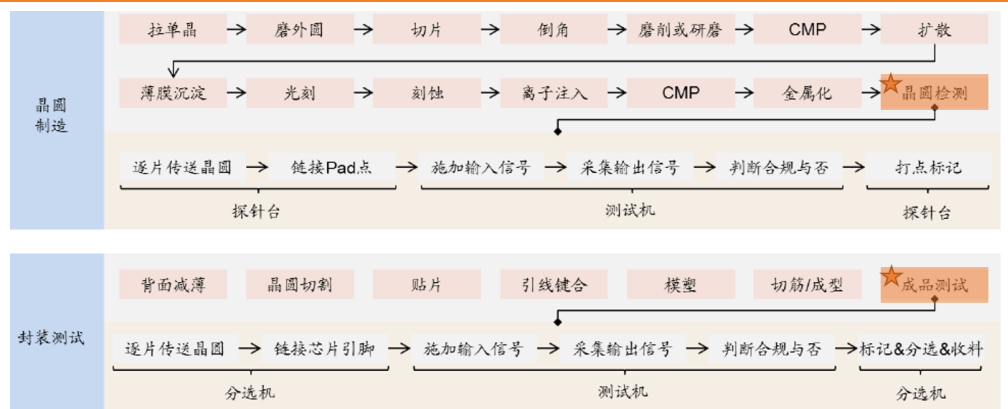 拉单晶 磨外圆 切片 倒角 磨削或研磨 CMP 扩散
薄膜沉淀 光刻 刻蚀 离子注入 CMP 金属化 晶圆检测
晶圆
制造
逐片传送晶圆 链接Pad点 施加输入信号 采集输出信号 判断合规与否 打点标记
探针台 测试机 探针台
背面减薄 晶圆切割 贴片 引线键合 模塑 切筋/成型 成品测试
封装测试
逐片传送晶圆 链接芯片引脚 施加输入信号 采集输出信号 判断合规与否 标记&分选&收料
分选机 测试机 分选机